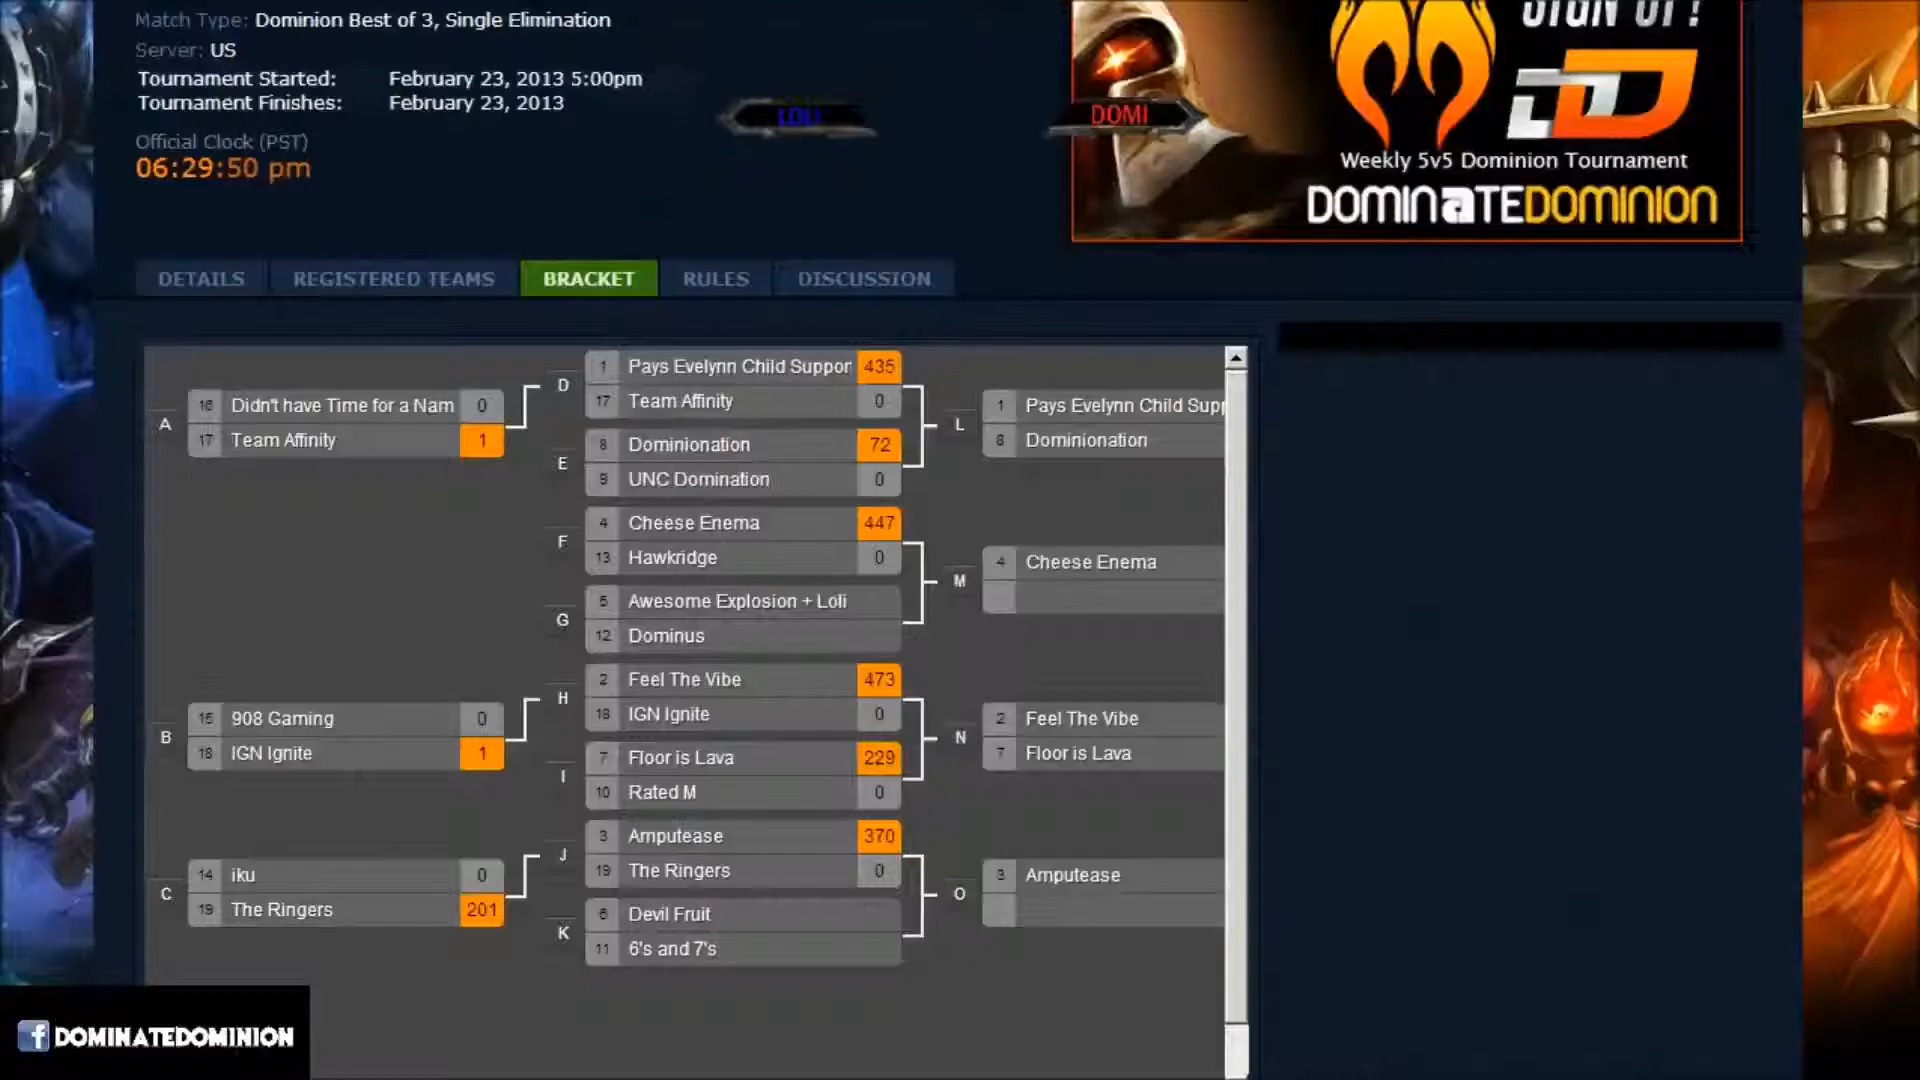 Match Type: Dominion Best of 3, Single Elimination
Server: US
Tournament Started: February 23, 2013 5:00pm
Tournament Finishes: February 23, 2013
Official Clock (PST)
06:29:50 pm
LOLI
DOMI
SIGN UP!
Weekly 5v5 Dominion Tournament
DOMINaTEDOMINION
DETAILS REGISTERED TEAMS BRACKET RULES DISCUSSION
A
16 Didn't have Time for a Nam 0
17 Team Affinity 1
B
15 908 Gaming 0
18 IGN Ignite 1
C
14 iku 0
19 The Ringers 201
D
1 Pays Evelynn Child Suppor 435
17 Team Affinity 0
E
8 Dominionation 72
9 UNC Domination 0
F
4 Cheese Enema 447
13 Hawkridge 0
G
5 Awesome Explosion + Loli
12 Dominus
H
2 Feel The Vibe 473
18 IGN Ignite 0
I
7 Floor is Lava 229
10 Rated M 0
J
3 Amputease 370
19 The Ringers 0
K
6 Devil Fruit
11 6's and 7's
L
1 Pays Evelynn Child Supp
8 Dominionation
M
4 Cheese Enema
N
2 Feel The Vibe
7 Floor is Lava
O
3 Amputease
f DOMINATEDOMINION